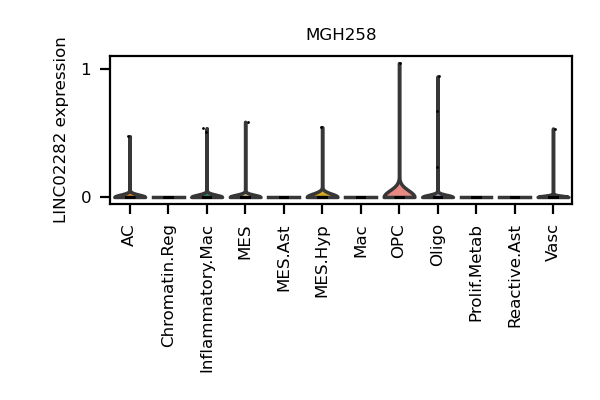 MGH258
LINC02282 expression
1
0
AC
Chromatin.Reg
Inflammatory.Mac
MES
MES.Ast
MES.Hyp
Mac
OPC
Oligo
Prolif.Metab
Reactive.Ast
Vasc